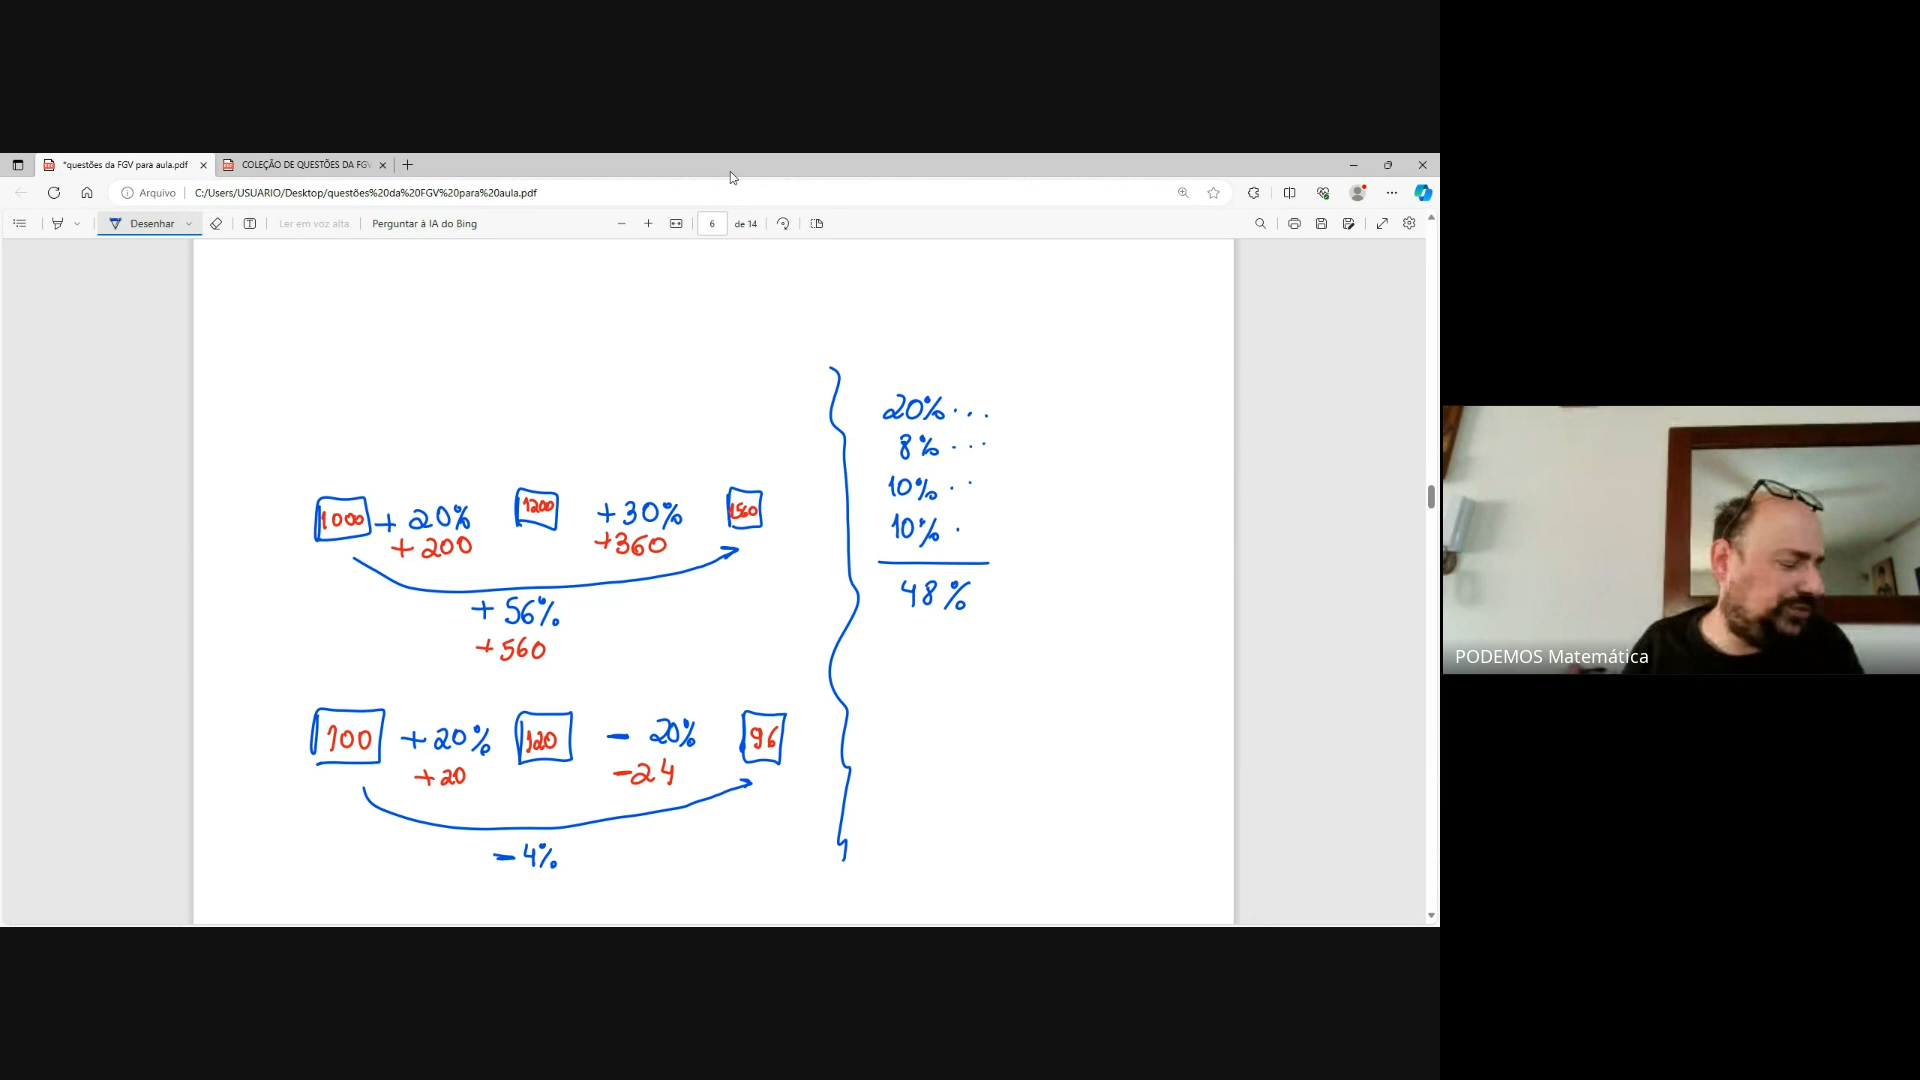 *questões da FGV para aula.pdf
COLEÇÃO DE QUESTÕES DA FGV
Arquivo
C:/Users/USUARIO/Desktop/questões%20da%20FGV%20para%20aula.pdf
Desenhar
Ler em voz alta
Perguntar à IA do Bing
6 de 14
1000 + 20% 1200 + 30% 1560
+ 200 + 360
+ 56%
+ 560
100 + 20% 120 - 20% 96
+ 20 - 24
- 4%
20% ...
8% ...
10% ..
10% .
48%
PODEMOS Matemática